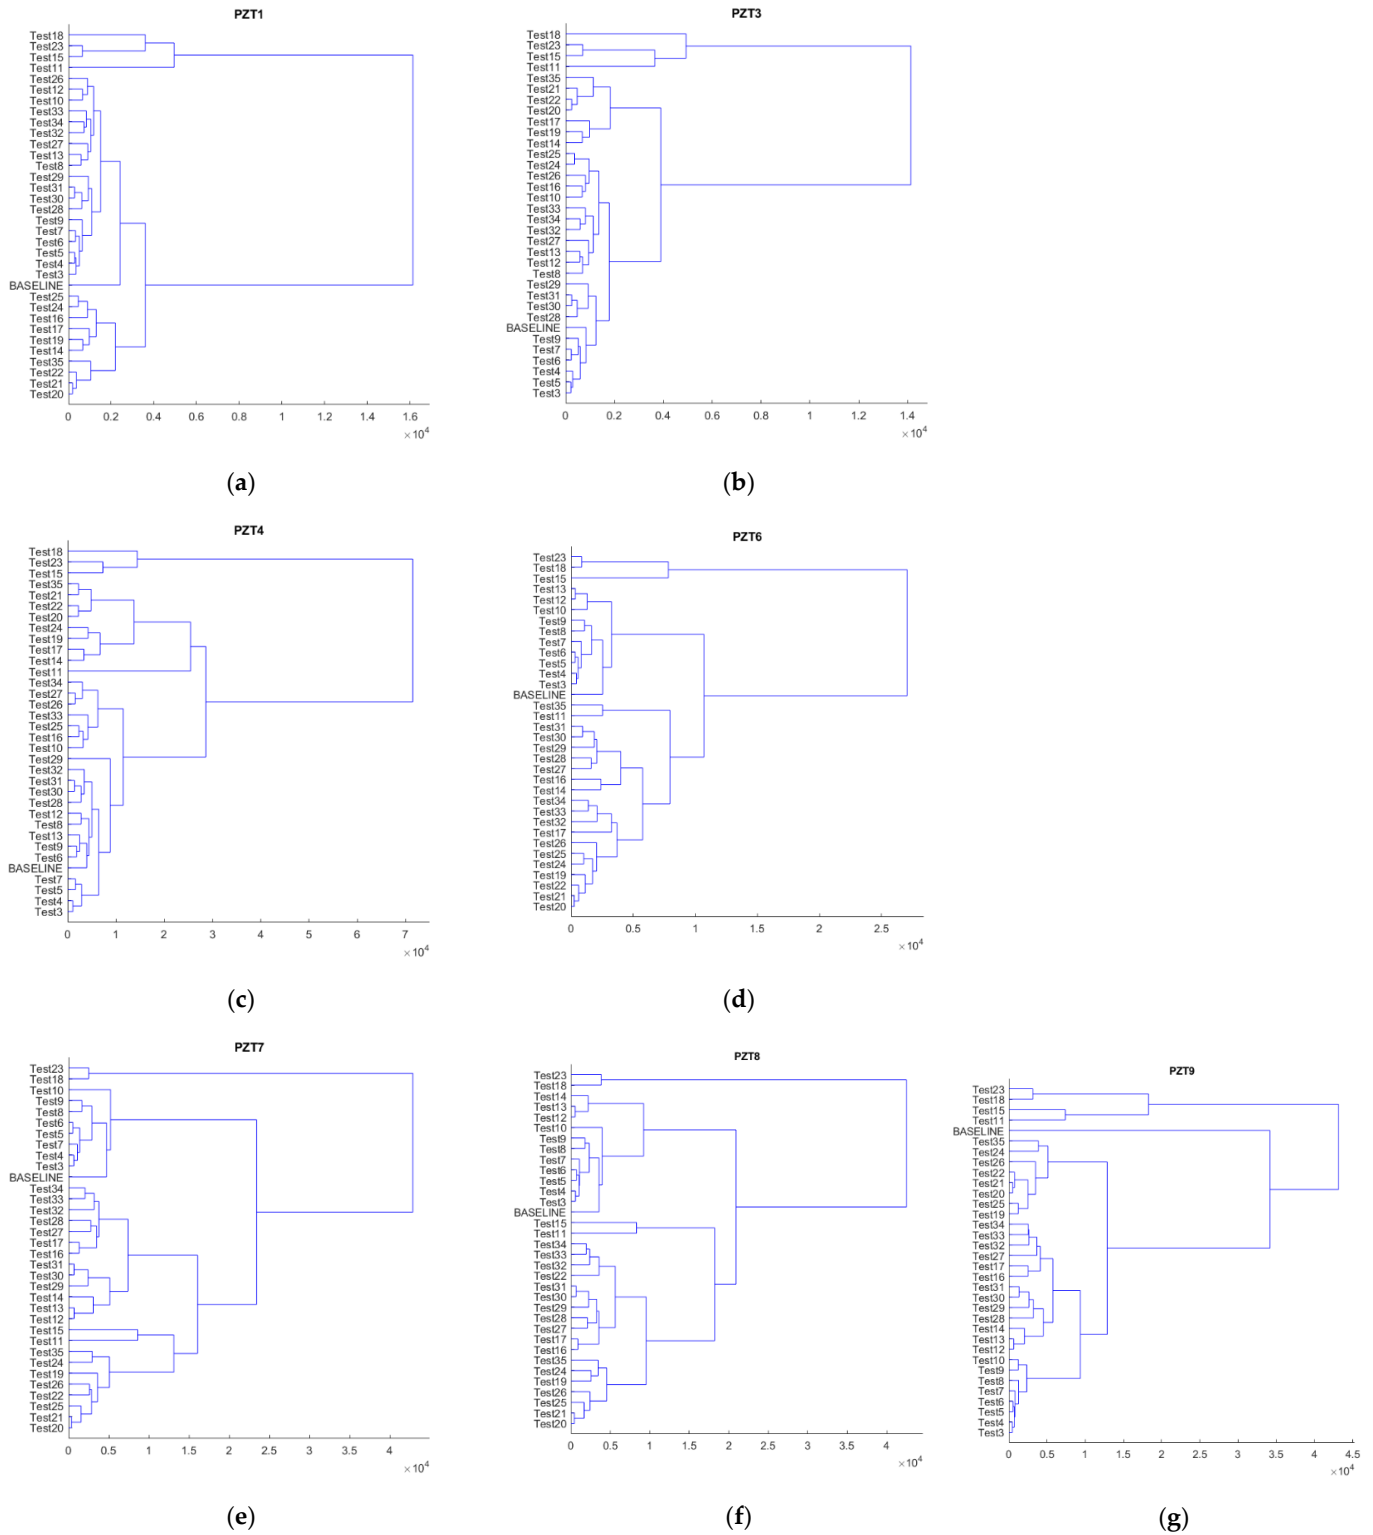 PZT1
Test18
Test23
Test15
Test11
Test26
Test12
Test10
Test33
Test34
Test32
Test27
Test13
Test8
Test29
Test31
Test30
Test28
Test9
Test7
Test6
Test5
Test4
Test3
BASELINE
Test25
Test24
Test16
Test17
Test19
Test14
Test35
Test22
Test21
Test20
0 0.2 0.4 0.6 0.8 1 1.2 1.4 1.6
×10^4
(a)
PZT3
Test18
Test23
Test15
Test11
Test35
Test21
Test22
Test20
Test17
Test19
Test14
Test25
Test24
Test26
Test16
Test10
Test33
Test34
Test32
Test27
Test13
Test12
Test8
Test29
Test31
Test30
Test28
BASELINE
Test9
Test7
Test6
Test4
Test5
Test3
0 0.2 0.4 0.6 0.8 1 1.2 1.4
×10^4
(b)
PZT4
Test18
Test23
Test15
Test35
Test21
Test22
Test20
Test24
Test19
Test17
Test14
Test11
Test34
Test27
Test26
Test33
Test25
Test16
Test10
Test29
Test32
Test31
Test30
Test28
Test12
Test8
Test13
Test9
Test6
BASELINE
Test7
Test5
Test4
Test3
0 1 2 3 4 5 6 7
×10^4
(c)
PZT6
Test23
Test18
Test15
Test13
Test12
Test10
Test9
Test8
Test7
Test6
Test5
Test4
Test3
BASELINE
Test35
Test11
Test31
Test30
Test29
Test28
Test27
Test16
Test14
Test34
Test33
Test32
Test17
Test26
Test25
Test24
Test19
Test22
Test21
Test20
0 0.5 1 1.5 2 2.5
×10^4
(d)
PZT7
Test23
Test18
Test10
Test9
Test8
Test6
Test5
Test7
Test4
Test3
BASELINE
Test34
Test33
Test32
Test28
Test27
Test17
Test16
Test31
Test30
Test29
Test14
Test13
Test12
Test15
Test11
Test35
Test24
Test19
Test26
Test22
Test25
Test21
Test20
0 0.5 1 1.5 2 2.5 3 3.5 4
×10^4
(e)
PZT8
Test23
Test18
Test14
Test13
Test12
Test10
Test9
Test8
Test7
Test6
Test5
Test4
Test3
BASELINE
Test15
Test11
Test34
Test33
Test32
Test22
Test31
Test30
Test29
Test28
Test27
Test17
Test16
Test35
Test24
Test19
Test26
Test25
Test21
Test20
0 0.5 1 1.5 2 2.5 3 3.5 4
×10^4
(f)
PZT9
Test23
Test18
Test15
Test11
BASELINE
Test35
Test24
Test26
Test22
Test21
Test20
Test25
Test19
Test34
Test33
Test32
Test27
Test17
Test16
Test31
Test30
Test29
Test28
Test14
Test13
Test12
Test10
Test9
Test8
Test7
Test6
Test5
Test4
Test3
0 0.5 1 1.5 2 2.5 3 3.5 4 4.5
×10^4
(g)